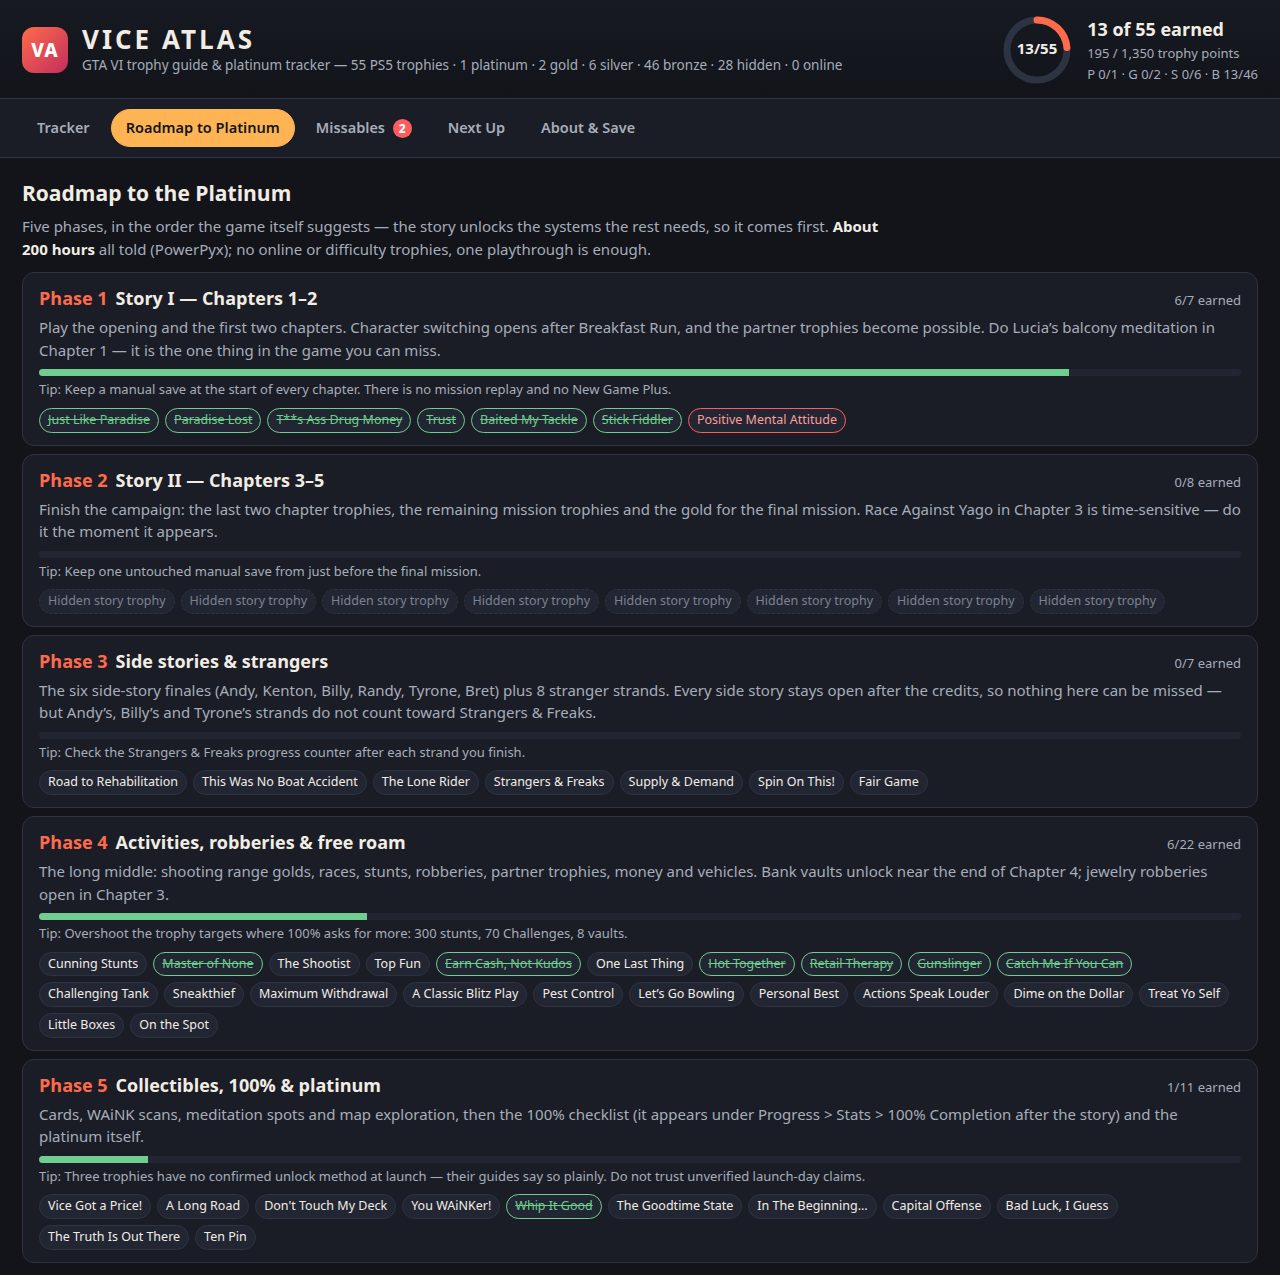 VA
VICE ATLAS
GTA VI trophy guide & platinum tracker — 55 PS5 trophies · 1 platinum · 2 gold · 6 silver · 46 bronze · 28 hidden · 0 online
13/55
13 of 55 earned
195 / 1,350 trophy points
P 0/1 · G 0/2 · S 0/6 · B 13/46
Tracker Roadmap to Platinum Missables 2 Next Up About & Save
Roadmap to the Platinum
Five phases, in the order the game itself suggests — the story unlocks the systems the rest needs, so it comes first. About
200 hours all told (PowerPyx); no online or difficulty trophies, one playthrough is enough.
Phase 1 Story I — Chapters 1–2 6/7 earned
Play the opening and the first two chapters. Character switching opens after Breakfast Run, and the partner trophies become possible. Do Lucia’s balcony meditation in
Chapter 1 — it is the one thing in the game you can miss.
Tip: Keep a manual save at the start of every chapter. There is no mission replay and no New Game Plus.
Just Like Paradise Paradise Lost T**s Ass Drug Money Trust Baited My Tackle Stick Fiddler Positive Mental Attitude
Phase 2 Story II — Chapters 3–5 0/8 earned
Finish the campaign: the last two chapter trophies, the remaining mission trophies and the gold for the final mission. Race Against Yago in Chapter 3 is time-sensitive — do
it the moment it appears.
Tip: Keep one untouched manual save from just before the final mission.
Hidden story trophy Hidden story trophy Hidden story trophy Hidden story trophy Hidden story trophy Hidden story trophy Hidden story trophy Hidden story trophy
Phase 3 Side stories & strangers 0/7 earned
The six side-story finales (Andy, Kenton, Billy, Randy, Tyrone, Bret) plus 8 stranger strands. Every side story stays open after the credits, so nothing here can be missed —
but Andy’s, Billy’s and Tyrone’s strands do not count toward Strangers & Freaks.
Tip: Check the Strangers & Freaks progress counter after each strand you finish.
Road to Rehabilitation This Was No Boat Accident The Lone Rider Strangers & Freaks Supply & Demand Spin On This! Fair Game
Phase 4 Activities, robberies & free roam 6/22 earned
The long middle: shooting range golds, races, stunts, robberies, partner trophies, money and vehicles. Bank vaults unlock near the end of Chapter 4; jewelry robberies
open in Chapter 3.
Tip: Overshoot the trophy targets where 100% asks for more: 300 stunts, 70 Challenges, 8 vaults.
Cunning Stunts Master of None The Shootist Top Fun Earn Cash, Not Kudos One Last Thing Hot Together Retail Therapy Gunslinger Catch Me If You Can
Challenging Tank Sneakthief Maximum Withdrawal A Classic Blitz Play Pest Control Let’s Go Bowling Personal Best Actions Speak Louder Dime on the Dollar Treat Yo Self
Little Boxes On the Spot
Phase 5 Collectibles, 100% & platinum 1/11 earned
Cards, WAiNK scans, meditation spots and map exploration, then the 100% checklist (it appears under Progress > Stats > 100% Completion after the story) and the
platinum itself.
Tip: Three trophies have no confirmed unlock method at launch — their guides say so plainly. Do not trust unverified launch-day claims.
Vice Got a Price! A Long Road Don’t Touch My Deck You WAiNKer! Whip It Good The Goodtime State In The Beginning... Capital Offense Bad Luck, I Guess
The Truth Is Out There Ten Pin